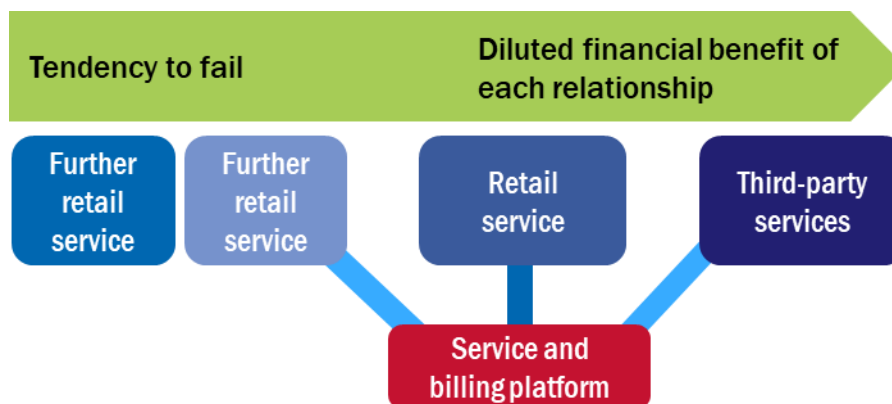 Tendency to fail
Diluted financial benefit of
each relationship
Further
retail
service
Further
retail
service
Retail
service
Third-party
services
Service and
billing platform